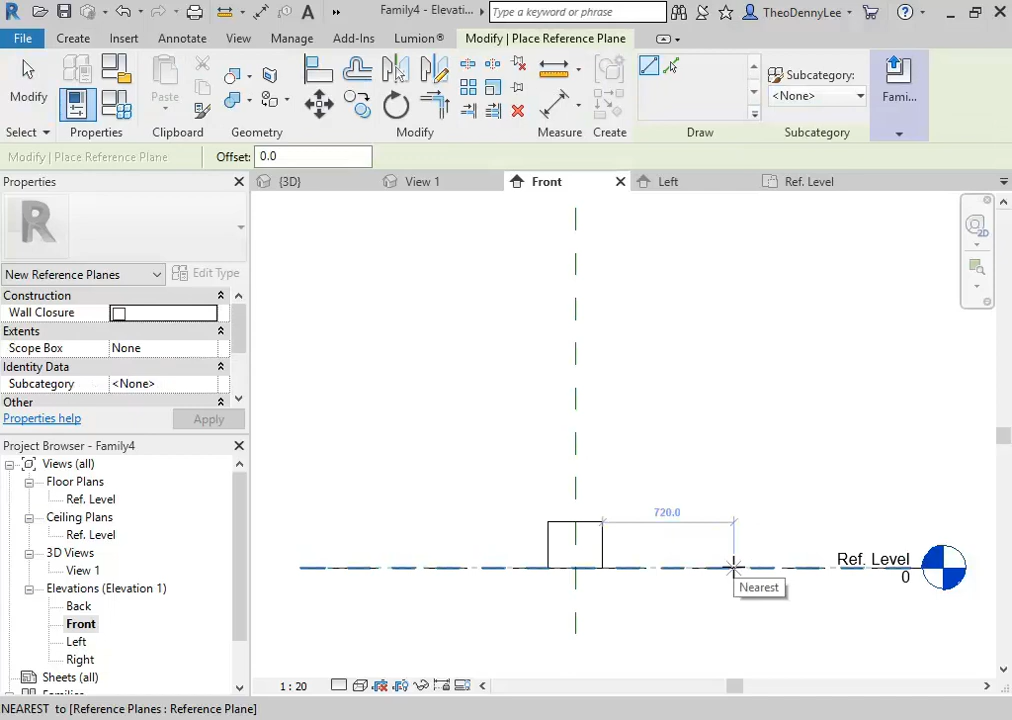 Family4 - Elevati...
Type a keyword or phrase
TheoDennyLee
File Create Insert Annotate View Manage Add-Ins Lumion® Modify | Place Reference Plane
Modify
Paste
Subcategory:
<None>
Fami...
Select Properties Clipboard Geometry Modify Measure Create Draw Subcategory
Modify | Place Reference Plane Offset: 0.0
Properties
{3D} View 1 Front Left Ref. Level
New Reference Planes Edit Type
Construction
Wall Closure
Extents
Scope Box None
Identity Data
Subcategory <None>
Other
Properties help Apply
Project Browser - Family4
Views (all)
Floor Plans
Ref. Level
Ceiling Plans
Ref. Level
3D Views
View 1
Elevations (Elevation 1)
Back
Front
Left
Right
Sheets (all)
720.0
Ref. Level
0
Nearest
1 : 20
NEAREST to [Reference Planes : Reference Plane]